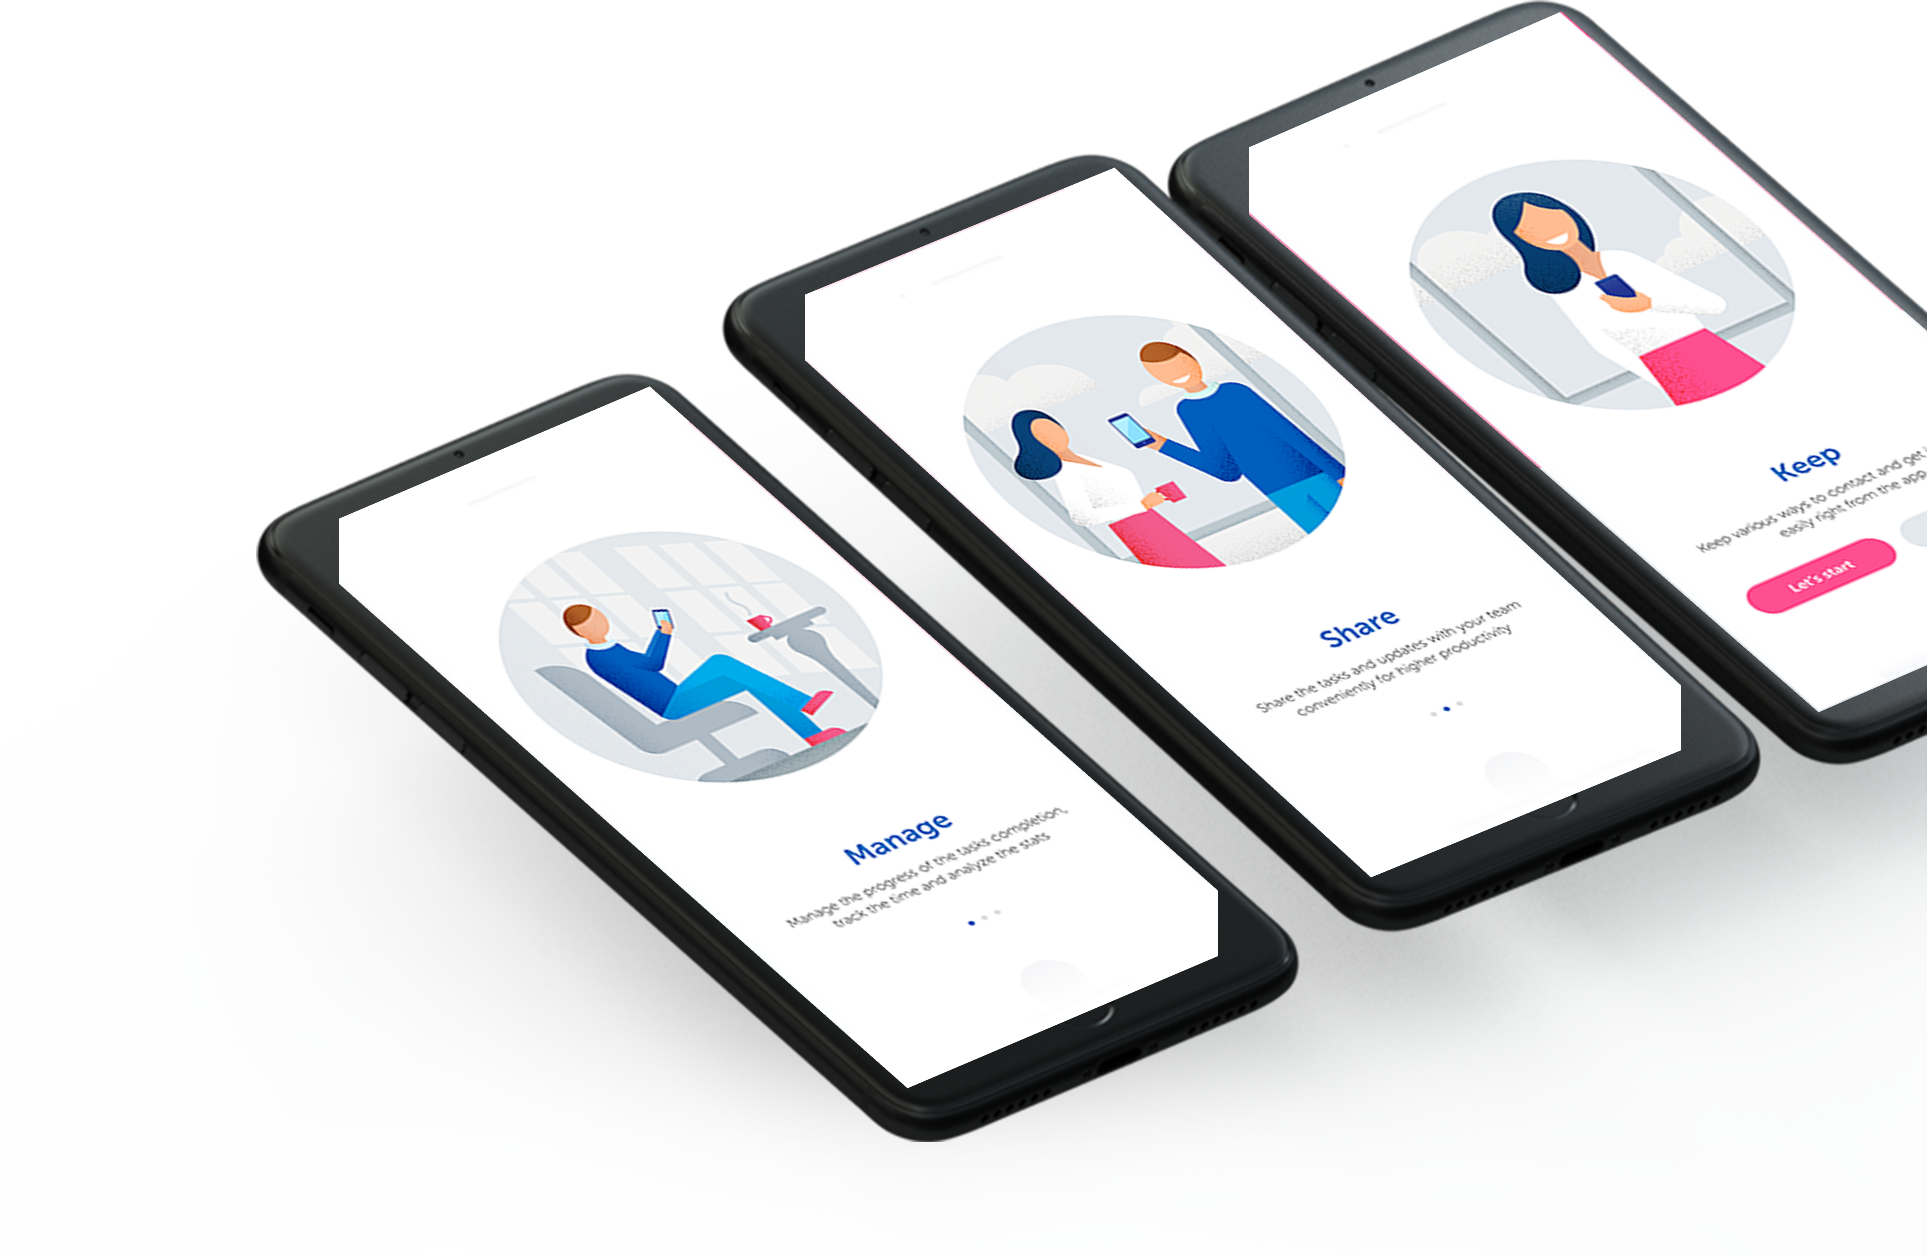 Manage
Manage the progress of the tasks completion,
track the time and analyze the stats
Share
Share the tasks and updates with your team
conveniently for higher productivity
Keep
Keep various ways to contact and get
easily right from the app
Let's start